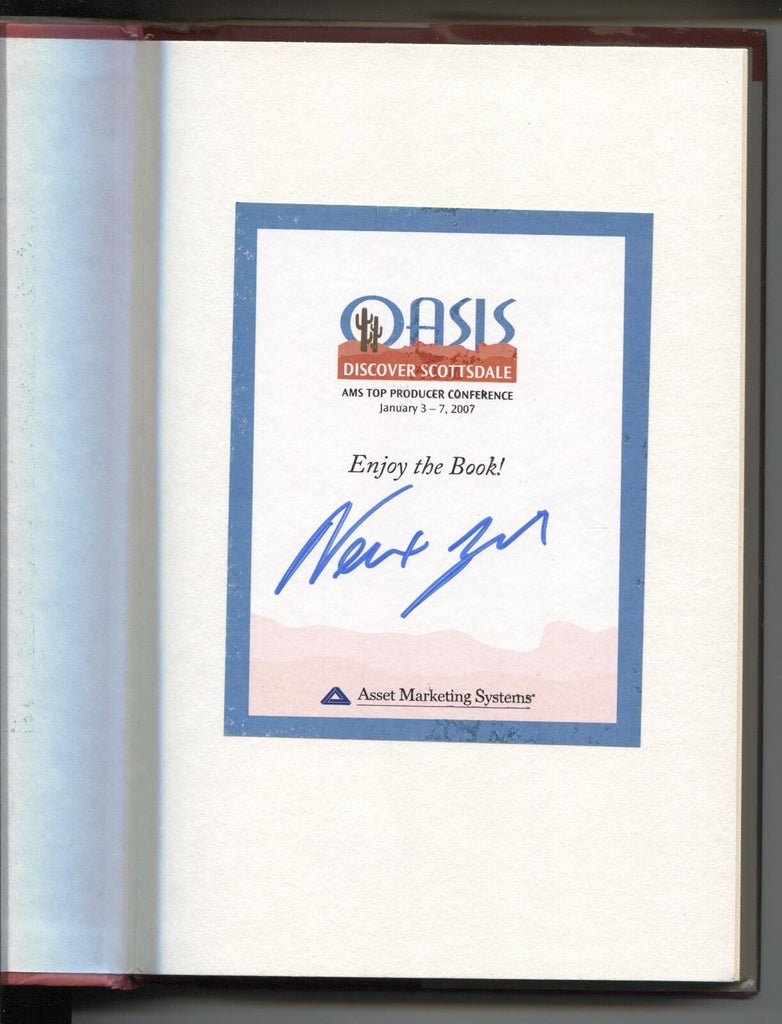 OASIS
DISCOVER SCOTTSDALE
AMS TOP PRODUCER CONFERENCE
January 3 – 7, 2007
Enjoy the Book!
Asset Marketing Systems®